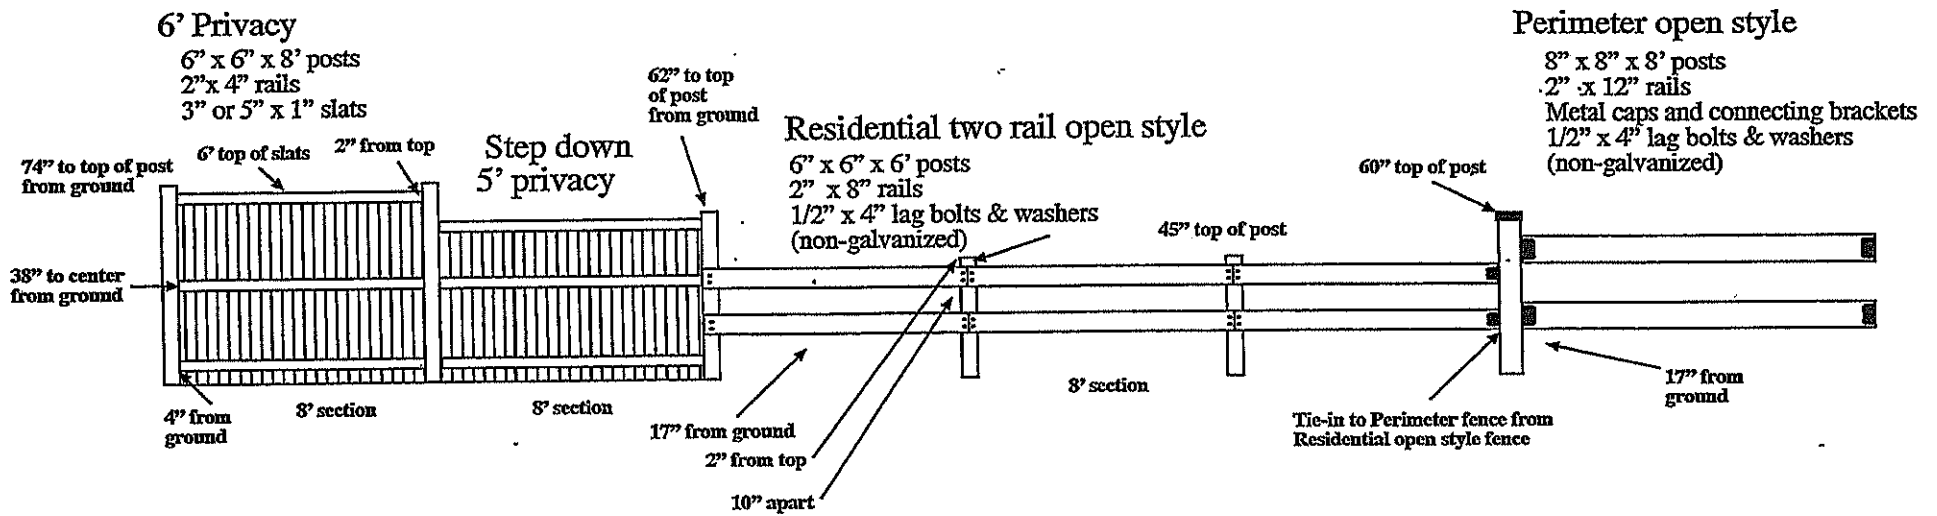 6’ Privacy
6” x 6” x 8’ posts
2”x 4” rails
3” or 5” x 1” slats
74” to top of post
from ground
6’ top of slats
2” from top
Step down
5’ privacy
62” to top
of post
from ground
38” to center
from ground
4” from
ground
8’ section
8’ section
Residential two rail open style
6” x 6” x 6’ posts
2” x 8” rails
1/2” x 4” lag bolts & washers
(non-galvanized)
45” top of post
17” from ground
2” from top
10” apart
8’ section
Perimeter open style
8” x 8” x 8’ posts
2” x 12” rails
Metal caps and connecting brackets
1/2” x 4” lag bolts & washers
(non-galvanized)
60” top of post
17” from
ground
Tie-in to Perimeter fence from
Residential open style fence